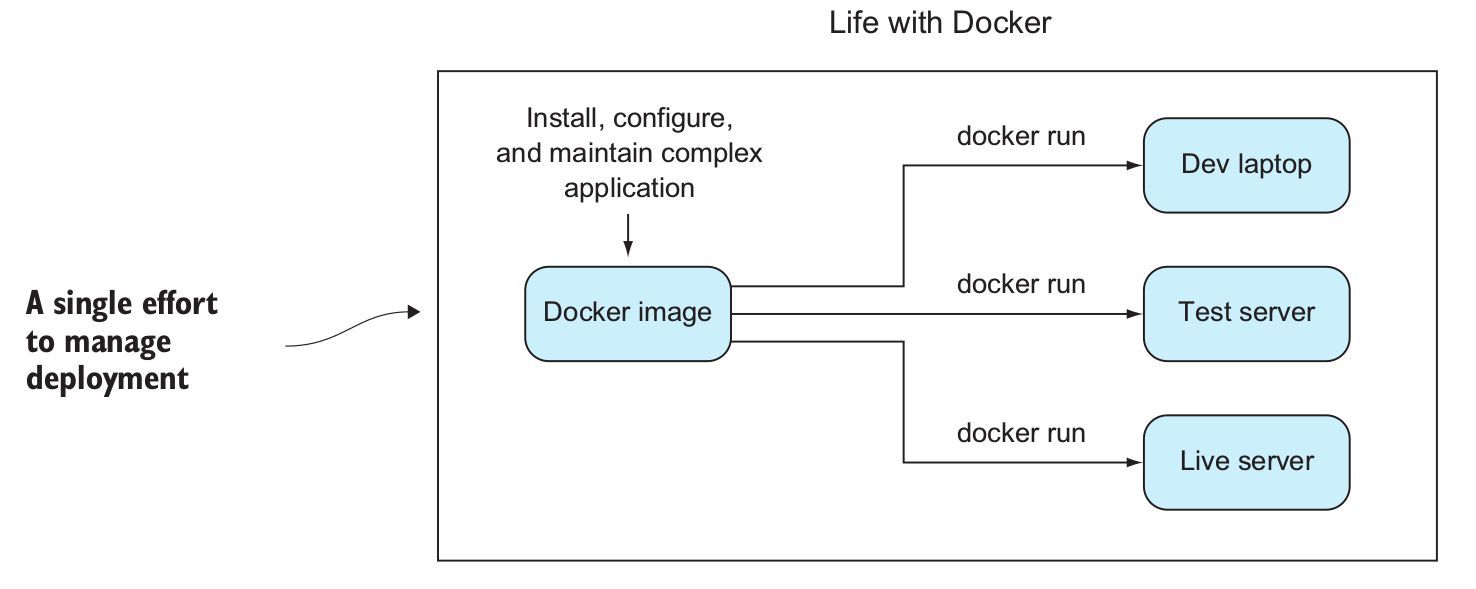 Life with Docker
Install, configure,
and maintain complex
application
docker run
Dev laptop
A single effort
to manage
deployment
Docker image
docker run
Test server
docker run
Live server